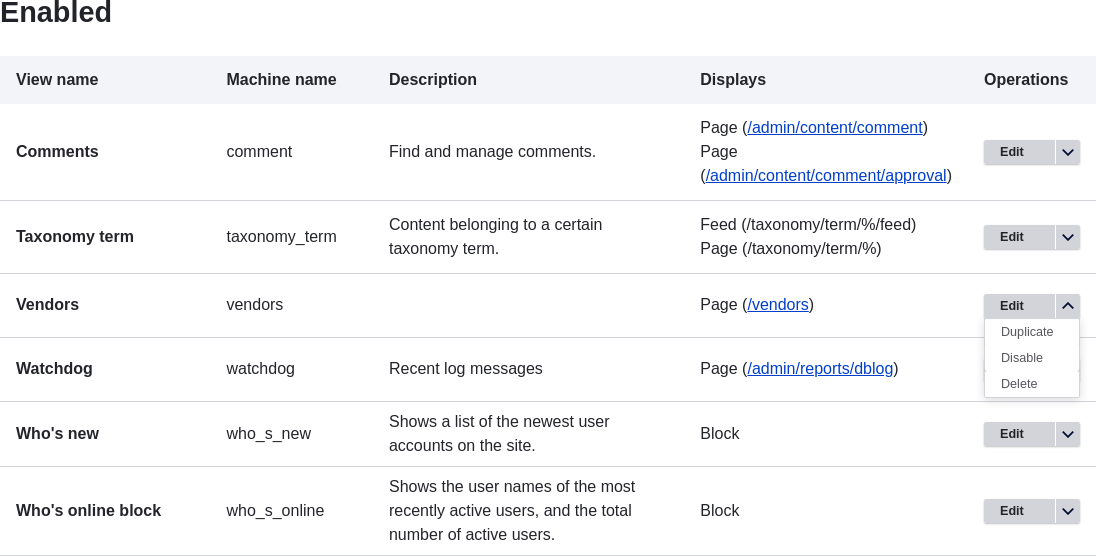 Enabled
View name Machine name Description Displays Operations
Comments comment Find and manage comments. Page (/admin/content/comment) Edit
Page
(/admin/content/comment/approval)
Taxonomy term taxonomy_term Content belonging to a certain Feed (/taxonomy/term/%/feed) Edit
taxonomy term. Page (/taxonomy/term/%)
Vendors vendors Page (/vendors) Edit
Duplicate
Disable
Delete
Watchdog watchdog Recent log messages Page (/admin/reports/dblog)
Who's new who_s_new Shows a list of the newest user Block Edit
accounts on the site.
Who's online block who_s_online Shows the user names of the most Block Edit
recently active users, and the total
number of active users.